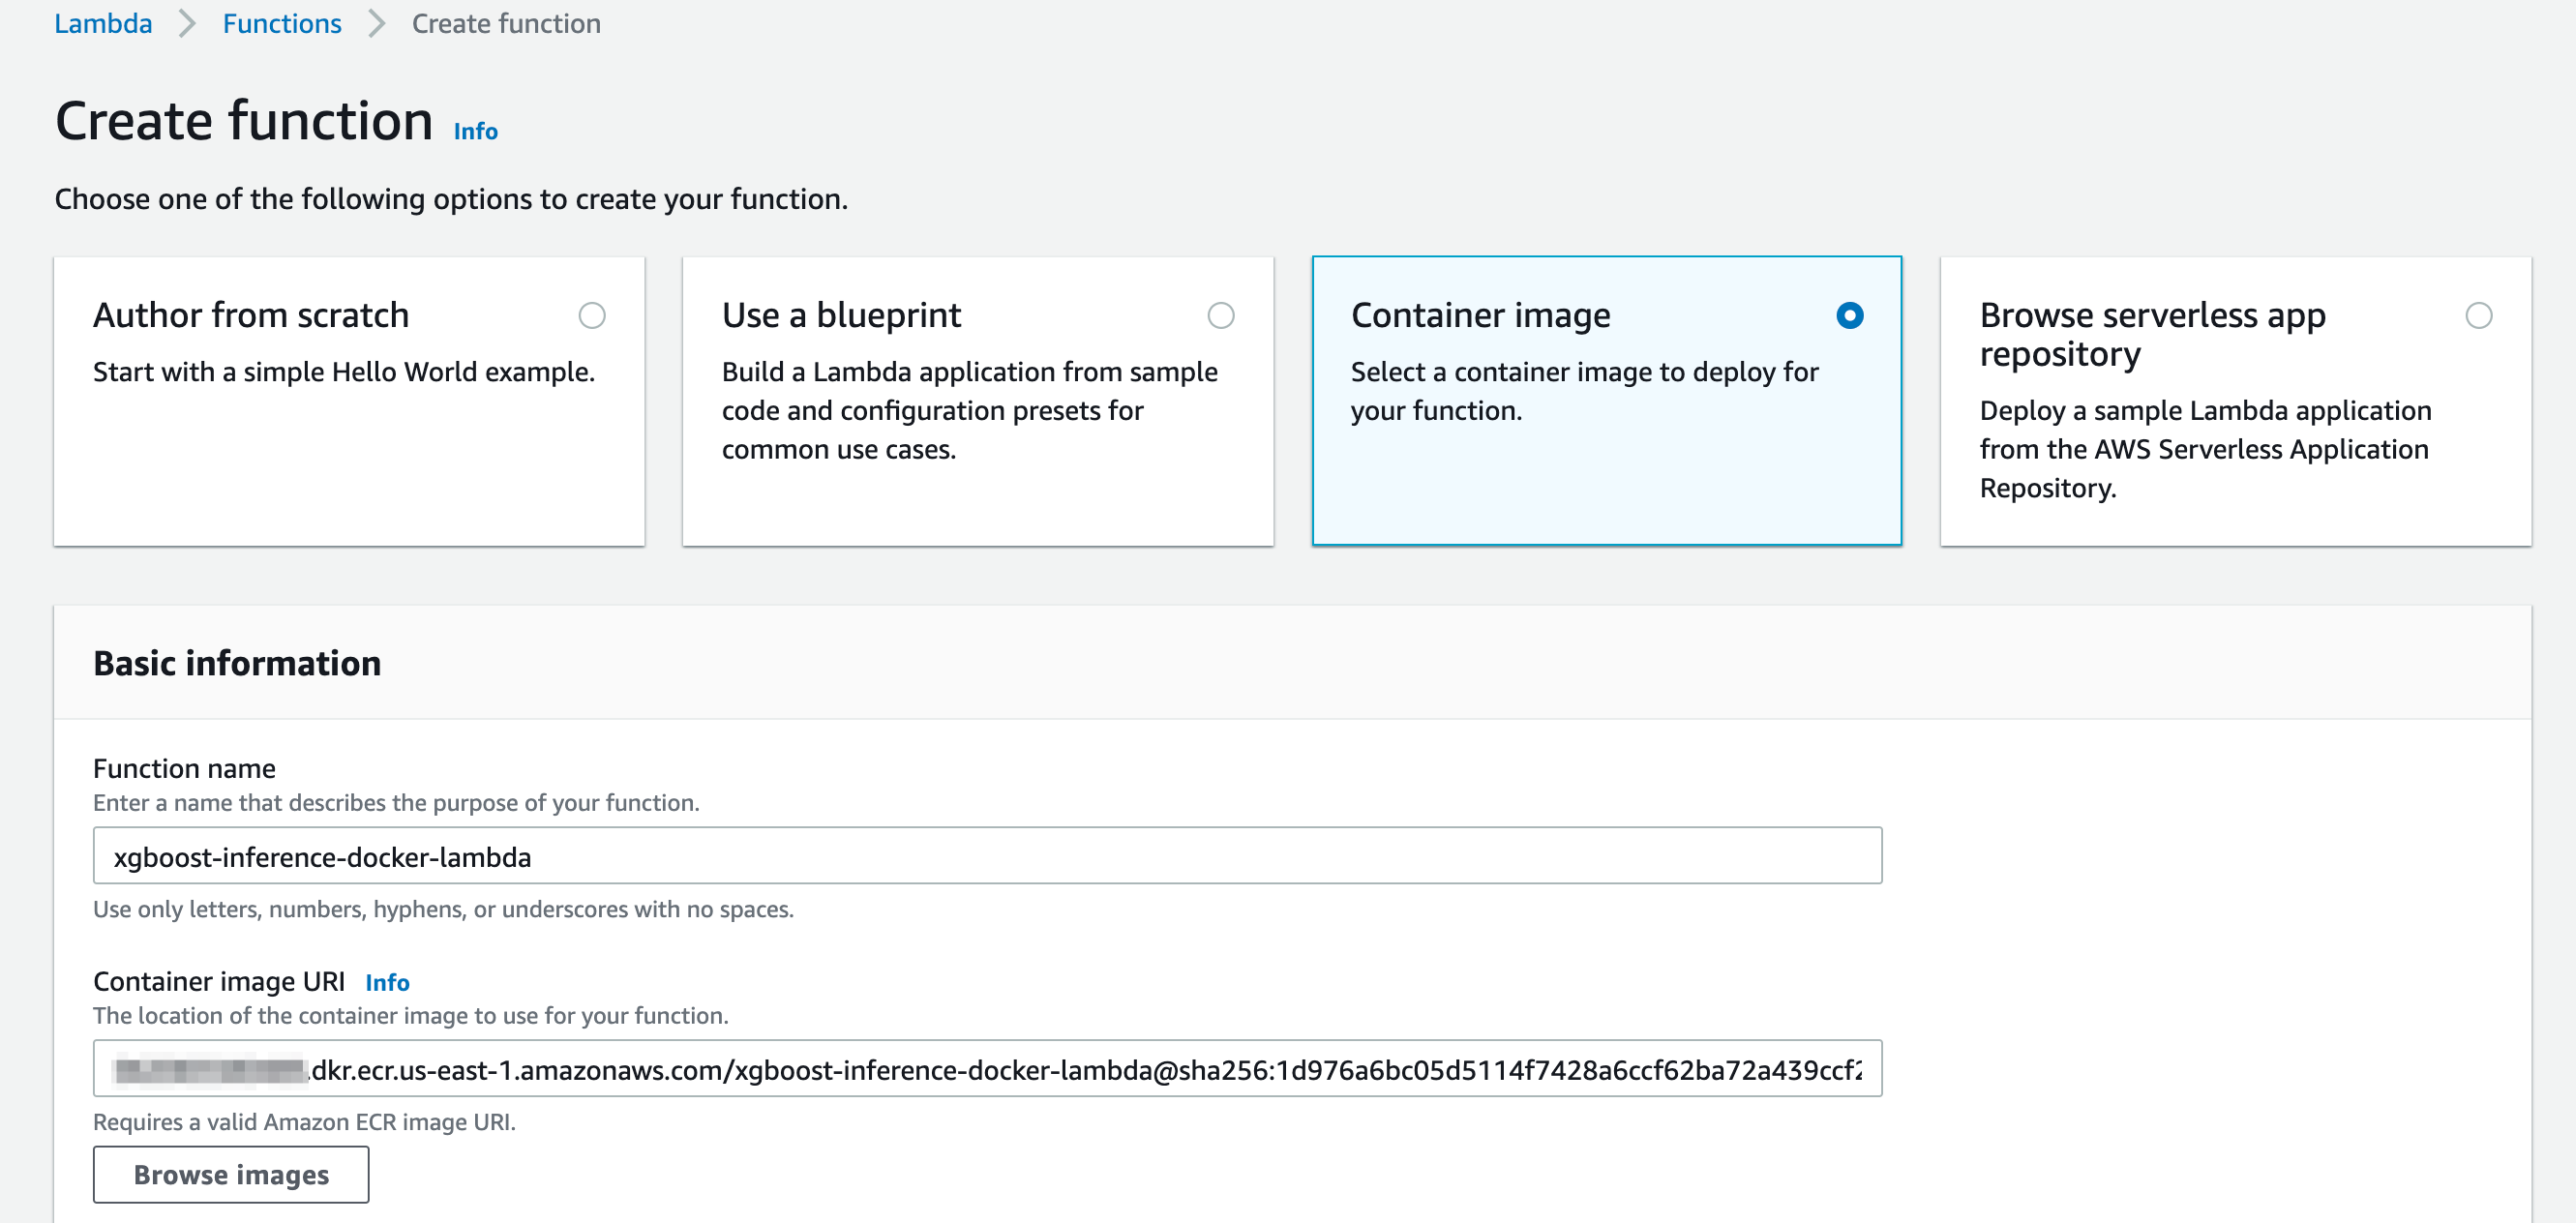 Lambda > Functions > Create function
Create function Info
Choose one of the following options to create your function.
Author from scratch
Start with a simple Hello World example.
Use a blueprint
Build a Lambda application from sample
code and configuration presets for
common use cases.
Container image
Select a container image to deploy for
your function.
Browse serverless app
repository
Deploy a sample Lambda application
from the AWS Serverless Application
Repository.
Basic information
Function name
Enter a name that describes the purpose of your function.
xgboost-inference-docker-lambda
Use only letters, numbers, hyphens, or underscores with no spaces.
Container image URI Info
The location of the container image to use for your function.
.dkr.ecr.us-east-1.amazonaws.com/xgboost-inference-docker-lambda@sha256:1d976a6bc05d5114f7428a6ccf62ba72a439ccf2
Requires a valid Amazon ECR image URI.
Browse images